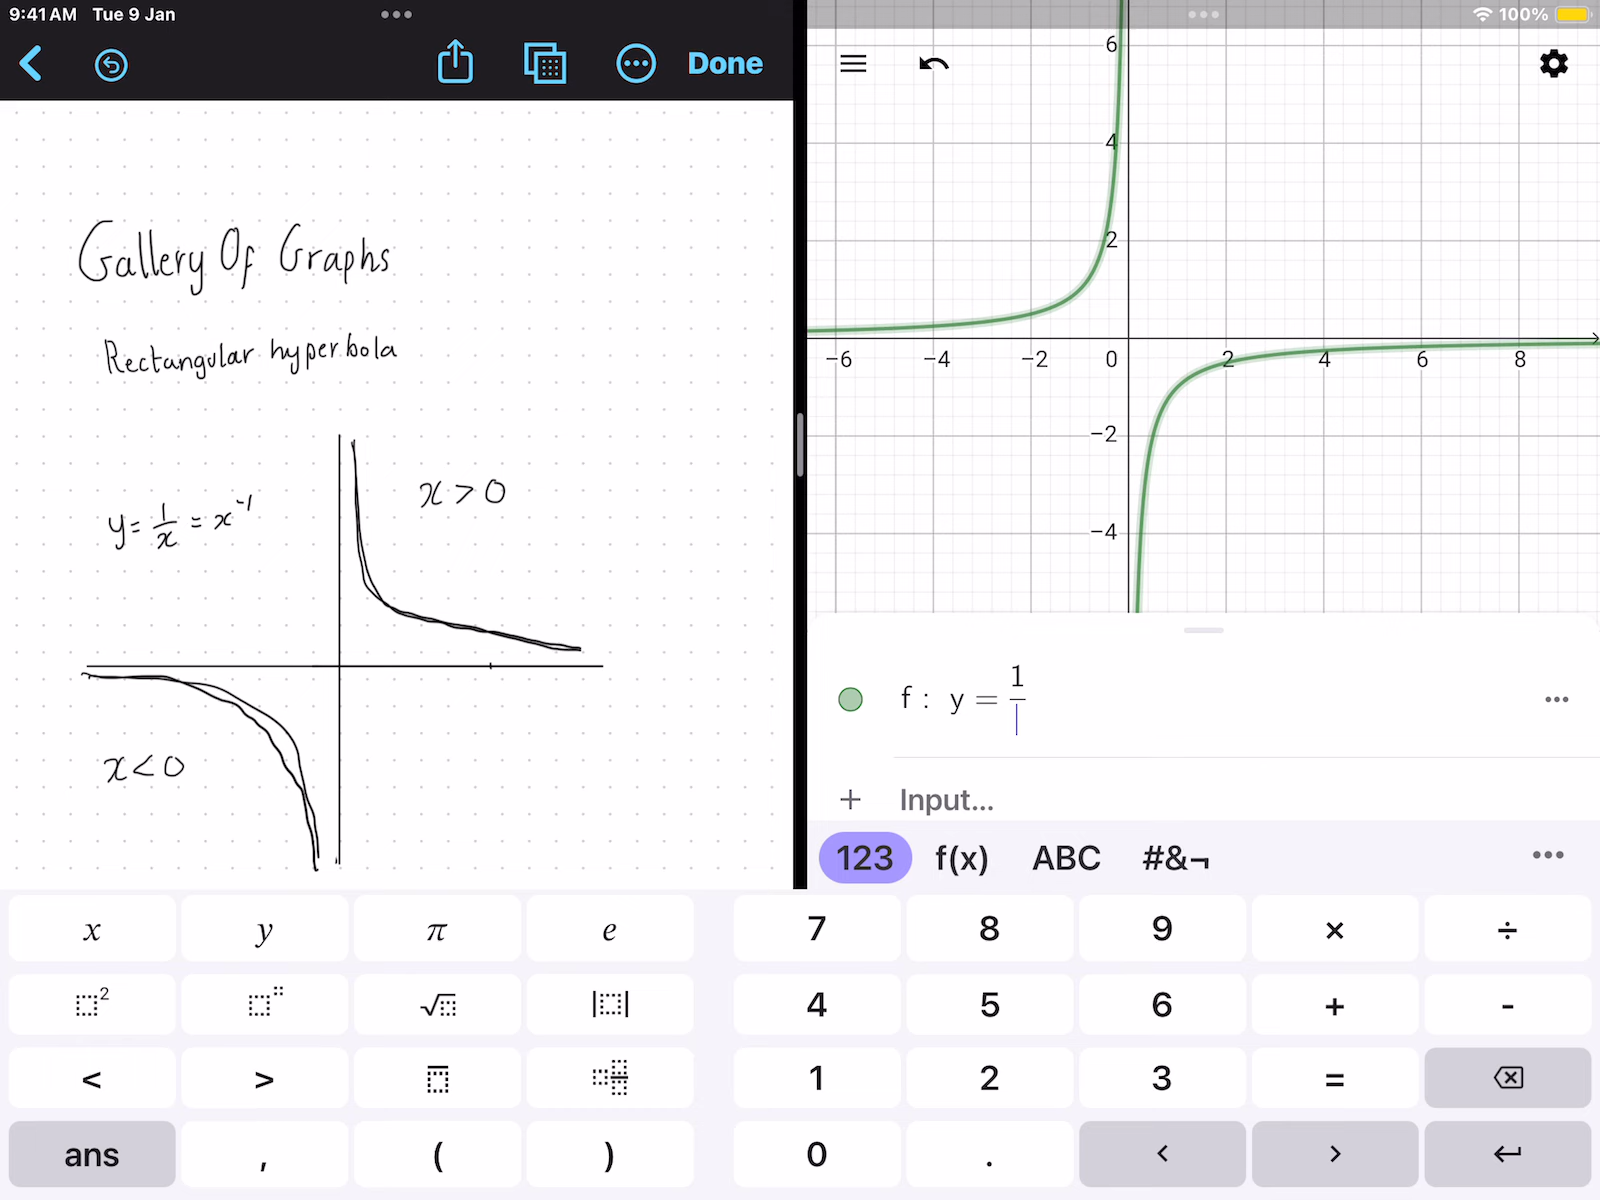 9:41 AM Tue 9 Jan
100%
Done
Gallery Of Graphs
Rectangular hyperbola
y = 1/x = x⁻¹
x > 0
x < 0
6
4
2
−6 −4 −2 0 2 4 6 8
−2
−4
f : y = 1/
+ Input...
123 f(x) ABC #&¬
x y π e 7 8 9 × ÷
2 √ | | 4 5 6 + -
< > 1 2 3 =
ans , ( ) 0 . < >